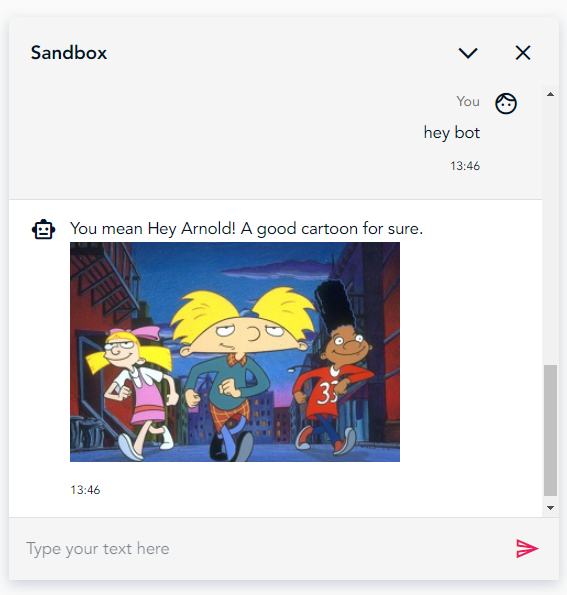 Sandbox
You
hey bot
13:46
You mean Hey Arnold! A good cartoon for sure.
33
13:46
Type your text here